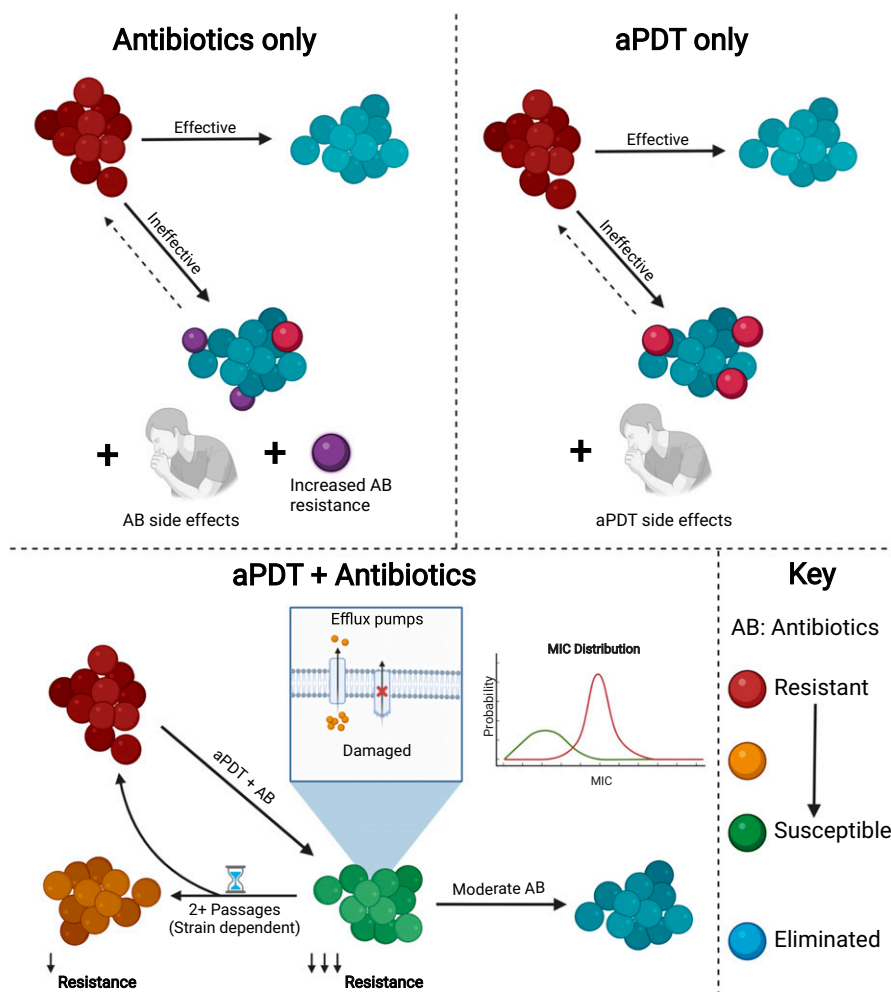 Antibiotics only
Effective
Ineffective
+
+
AB side effects
Increased AB
resistance
aPDT only
Effective
Ineffective
+
aPDT side effects
aPDT + Antibiotics
aPDT + AB
Efflux pumps
Damaged
MIC Distribution
Probability
MIC
2+ Passages
(Strain dependent)
Moderate AB
Resistance
Resistance
Key
AB: Antibiotics
Resistant
Susceptible
Eliminated